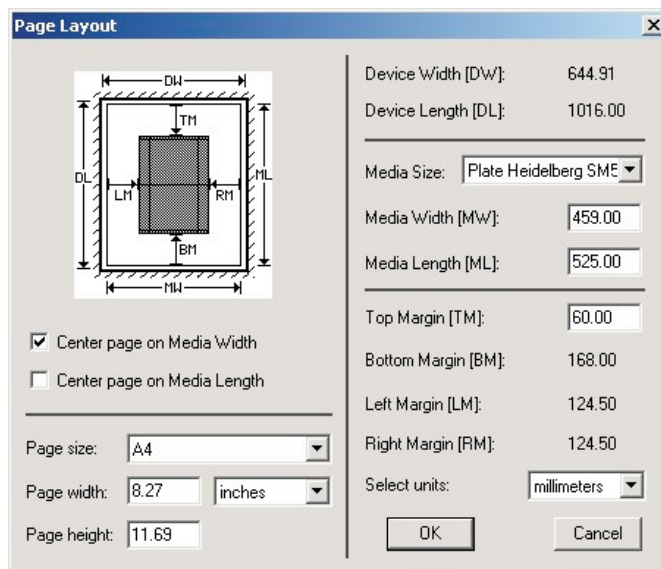 Page Layout
DW
TM
DL
ML
LM
RM
BM
MW
Center page on Media Width
Center page on Media Length
Page size: A4
Page width: 8.27 inches
Page height: 11.69
Device Width [DW]: 644.91
Device Length [DL]: 1016.00
Media Size: Plate Heidelberg SM5
Media Width [MW]: 459.00
Media Length [ML]: 525.00
Top Margin [TM]: 60.00
Bottom Margin [BM]: 168.00
Left Margin [LM]: 124.50
Right Margin [RM]: 124.50
Select units: millimeters
OK Cancel